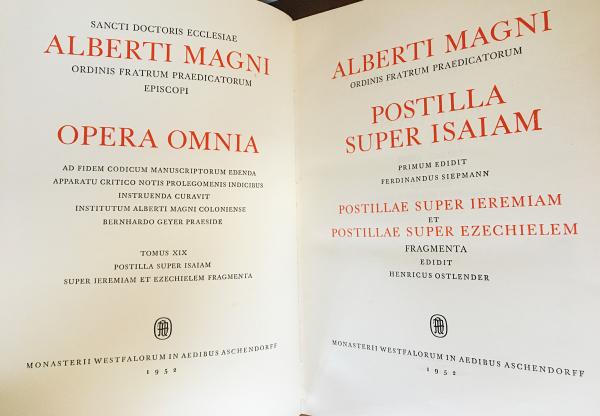 SANCTI DOCTORIS ECCLESIAE
ALBERTI MAGNI
ORDINIS FRATRUM PRAEDICATORUM
EPISCOPI
OPERA OMNIA
AD FIDEM CODICUM MANUSCRIPTORUM EDENDA
APPARATU CRITICO NOTIS PROLEGOMENIS INDICIBUS
INSTRUENDA CURAVIT
INSTITUTUM ALBERTI MAGNI COLONIENSE
BERNHARDO GEYER PRAESIDE
TOMUS XIX
POSTILLA SUPER ISAIAM
SUPER IEREMIAM ET EZECHIELEM FRAGMENTA
MONASTERII WESTFALORUM IN AEDIBUS ASCHENDORFF
1952
ALBERTI MAGNI
ORDINIS FRATRUM PRAEDICATORUM
POSTILLA
SUPER ISAIAM
PRIMUM EDIDIT
FERDINANDUS SIEPMANN
POSTILLAE SUPER IEREMIAM
ET
POSTILLAE SUPER EZECHIELEM
FRAGMENTA
EDIDIT
HENRICUS OSTLENDER
MONASTERII WESTFALORUM IN AEDIBUS ASCHENDORFF
1952